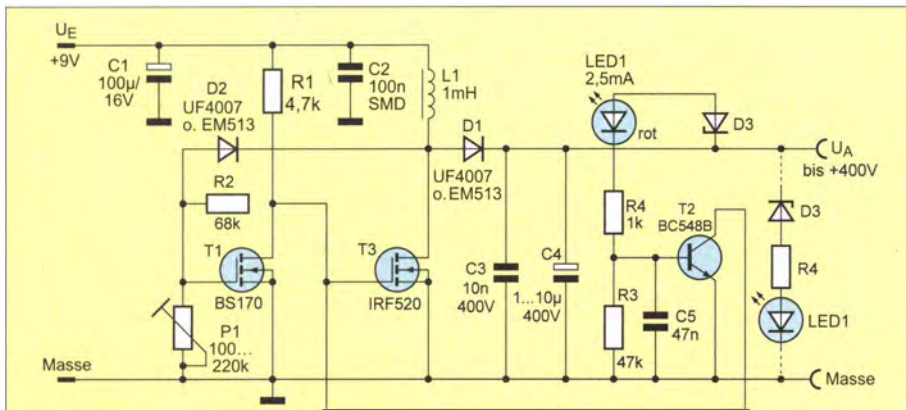 UE
+9V
C1
100µ/
16V
D2
UF4007
o. EM513
R1
4,7k
C2
100n
SMD
L1
1mH
LED1
2,5mA
rot
D3
D1
UF4007
o. EM513
UA
bis +400V
R2
68k
T1
BS170
T3
IRF520
C3
10n
400V
C4
1...10µ
400V
R4
1k
T2
BC548B
D3
R4
LED1
R3
47k
C5
47n
P1
100...
220k
Masse
Masse